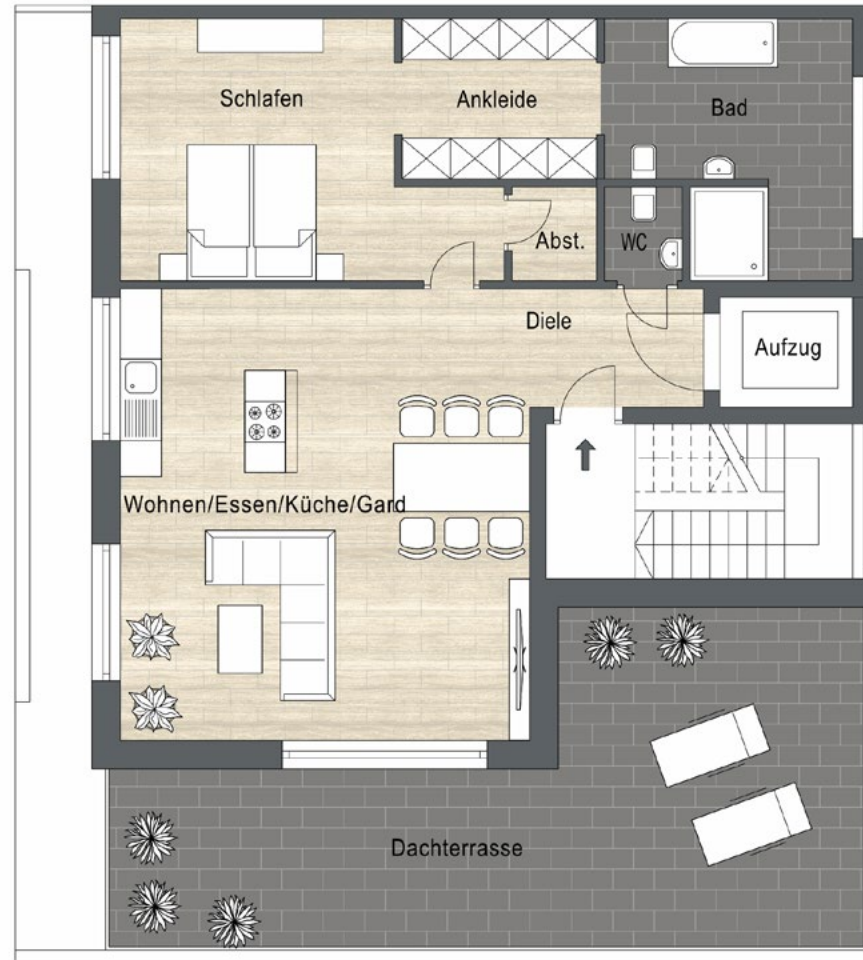 Schlafen
Ankleide
Bad
Abst.
WC
Diele
Aufzug
Wohnen/Essen/Küche/Gard
Dachterrasse